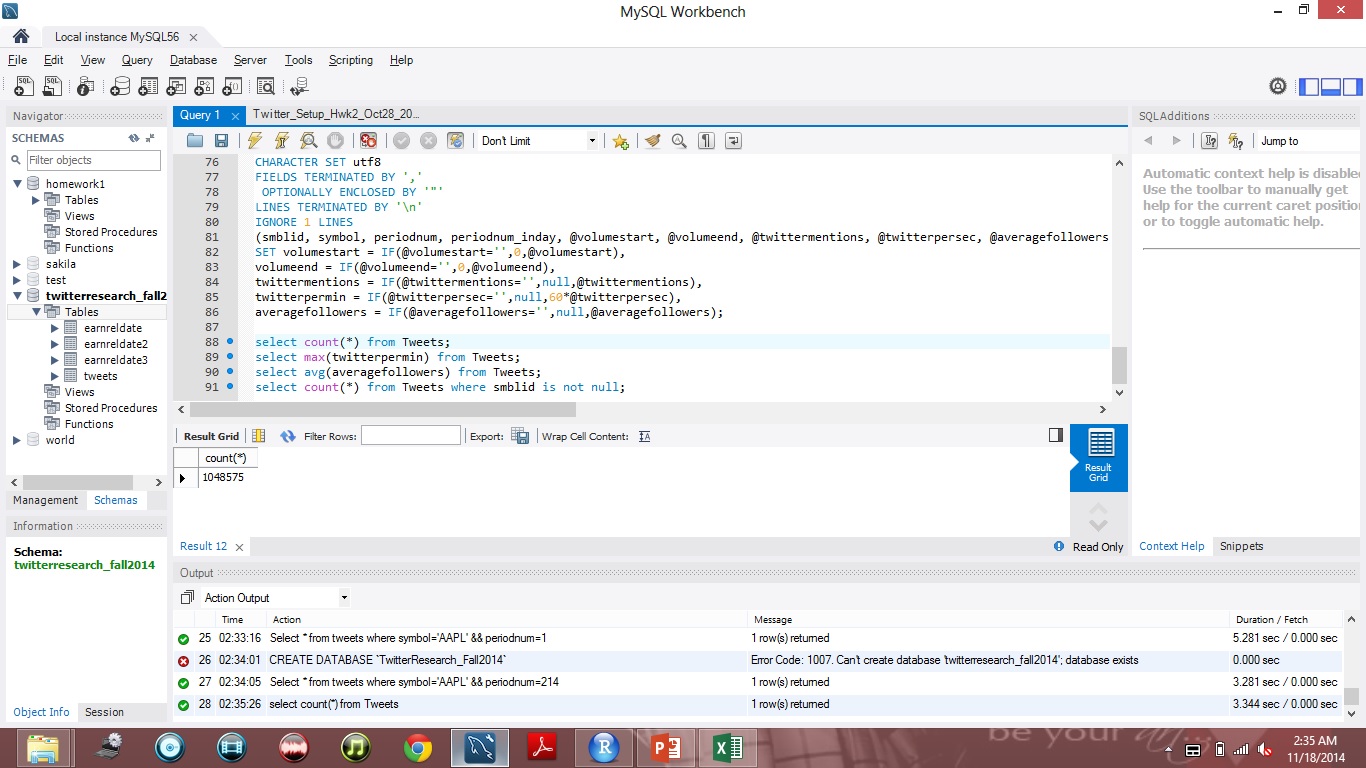 MySQL Workbench
Local instance MySQL56
File Edit View Query Database Server Tools Scripting Help
Navigator
SCHEMAS
Filter objects
homework1
Tables
Views
Stored Procedures
Functions
sakila
test
twitterresearch_fall2
Tables
earnreldate
earnreldate2
earnreldate3
tweets
Views
Stored Procedures
Functions
world
Management Schemas
Information
Schema:
twitterresearch_fall2014
Object Info Session
Query 1 Twitter_Setup_Hwk2_Oct28_20...
Don't Limit
76 CHARACTER SET utf8
77 FIELDS TERMINATED BY ','
78 OPTIONALLY ENCLOSED BY '"'
79 LINES TERMINATED BY '\n'
80 IGNORE 1 LINES
81 (smblid, symbol, periodnum, periodnum_inday, @volumestart, @volumeend, @twittermentions, @twitterpersec, @averagefollowers
82 SET volumestart = IF(@volumestart='',0,@volumestart),
83 volumeend = IF(@volumeend='',0,@volumeend),
84 twittermentions = IF(@twittermentions='',null,@twittermentions),
85 twitterpermin = IF(@twitterpersec='',null,60*@twitterpersec),
86 averagefollowers = IF(@averagefollowers='',null,@averagefollowers);
87
88 select count(*) from Tweets;
89 select max(twitterpermin) from Tweets;
90 select avg(averagefollowers) from Tweets;
91 select count(*) from Tweets where smblid is not null;
Result Grid Filter Rows: Export: Wrap Cell Content:
count(*)
1048575
Result Grid
Result 12
Read Only
SQLAdditions
Jump to
Automatic context help is disable
Use the toolbar to manually get
help for the current caret positio
or to toggle automatic help.
Context Help Snippets
Output
Action Output
Time Action Message Duration / Fetch
25 02:33:16 Select * from tweets where symbol='AAPL' && periodnum=1 1 row(s) returned 5.281 sec / 0.000 sec
26 02:34:01 CREATE DATABASE `TwitterResearch_Fall2014` Error Code: 1007. Can't create database 'twitterresearch_fall2014'; database exists 0.000 sec
27 02:34:05 Select * from tweets where symbol='AAPL' && periodnum=214 1 row(s) returned 3.281 sec / 0.000 sec
28 02:35:26 select count(*) from Tweets 1 row(s) returned 3.344 sec / 0.000 sec
be your
2:35 AM
11/18/2014